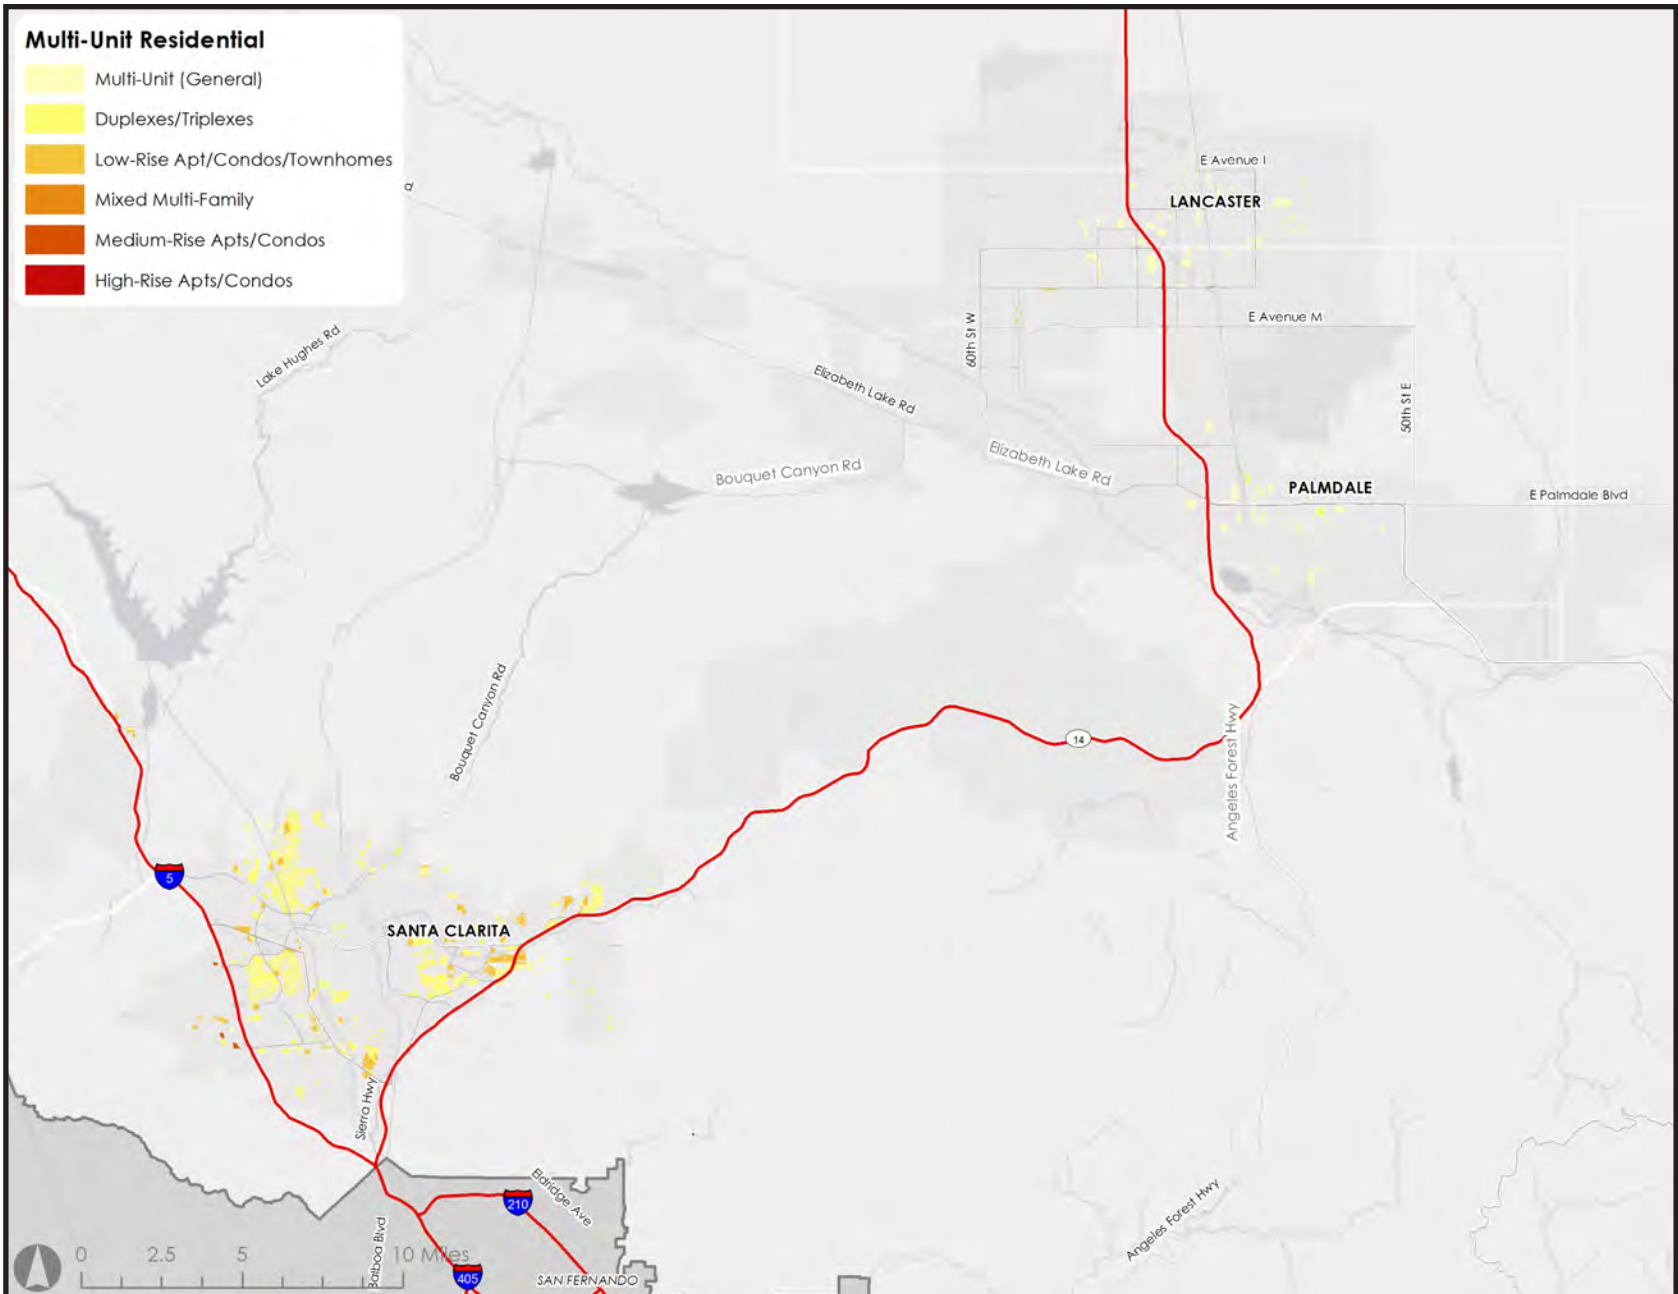 Multi-Unit Residential
Multi-Unit (General)
Duplexes/Triplexes
Low-Rise Apt/Condos/Townhomes
Mixed Multi-Family
Medium-Rise Apts/Condos
High-Rise Apts/Condos
d
E Avenue I
LANCASTER
60th St W
E Avenue M
Lake Hughes Rd
Elizabeth Lake Rd
50th St E
Elizabeth Lake Rd
Bouquet Canyon Rd
PALMDALE
E Palmdale Blvd
Bouquet Canyon Rd
14
Angeles Forest Hwy
5
SANTA CLARITA
Sierra Hwy
Eldridge Ave
210
Angeles Forest Hwy
Balboa Blvd
0 2.5 5 10 Miles
405
SAN FERNANDO